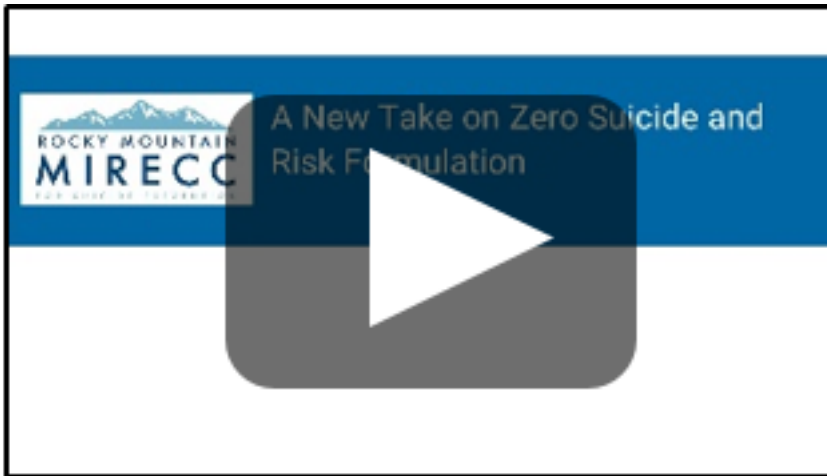 ROCKY MOUNTAIN
MIRECC
A New Take on Zero Suicide and
Risk Formulation